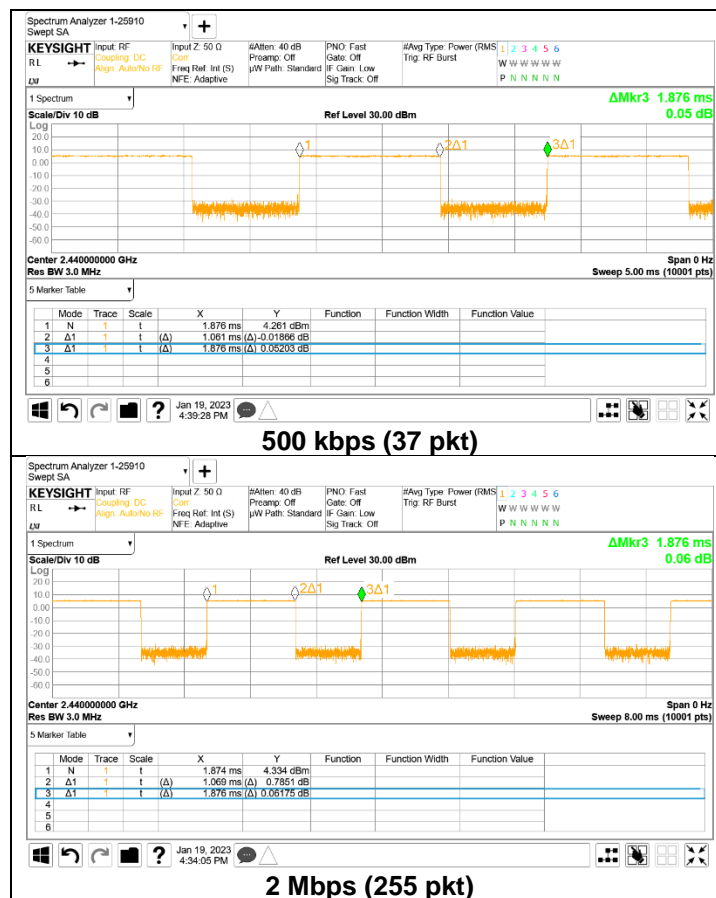 Spectrum Analyzer 1-25910
Swept SA
KEYSIGHT Input: RF Input Z: 50 Ω #Atten: 40 dB PNO: Fast #Avg Type: Power (RMS 1 2 3 4 5 6
RL Coupling: DC Corr Preamp: Off Gate: Off Trig: RF Burst W W W W W W
Align: Auto/No RF Freq Ref: Int (S) µW Path: Standard IF Gain: Low P N N N N N
LXI NFE: Adaptive Sig Track: Off
1 Spectrum ΔMkr3 1.876 ms
Scale/Div 10 dB Ref Level 30.00 dBm 0.05 dB
Log
20.0
10.0 1 2Δ1 3Δ1
0.00
-10.0
-20.0
-30.0
-40.0
-50.0
-60.0
Center 2.440000000 GHz Span 0 Hz
Res BW 3.0 MHz Sweep 5.00 ms (10001 pts)
5 Marker Table
Mode Trace Scale X Y Function Function Width Function Value
1 N 1 t 1.876 ms 4.261 dBm
2 Δ1 1 t (Δ) 1.061 ms (Δ) -0.01866 dB
3 Δ1 1 t (Δ) 1.876 ms (Δ) 0.05203 dB
4
5
6
? Jan 19, 2023
4:39:28 PM
500 kbps (37 pkt)
Spectrum Analyzer 1-25910
Swept SA
KEYSIGHT Input: RF Input Z: 50 Ω #Atten: 40 dB PNO: Fast #Avg Type: Power (RMS 1 2 3 4 5 6
RL Coupling: DC Corr Preamp: Off Gate: Off Trig: RF Burst W W W W W W
Align: Auto/No RF Freq Ref: Int (S) µW Path: Standard IF Gain: Low P N N N N N
LXI NFE: Adaptive Sig Track: Off
1 Spectrum ΔMkr3 1.876 ms
Scale/Div 10 dB Ref Level 30.00 dBm 0.06 dB
Log
20.0
10.0 1 2Δ1 3Δ1
0.00
-10.0
-20.0
-30.0
-40.0
-50.0
-60.0
Center 2.440000000 GHz Span 0 Hz
Res BW 3.0 MHz Sweep 8.00 ms (10001 pts)
5 Marker Table
Mode Trace Scale X Y Function Function Width Function Value
1 N 1 t 1.874 ms 4.334 dBm
2 Δ1 1 t (Δ) 1.069 ms (Δ) 0.7851 dB
3 Δ1 1 t (Δ) 1.876 ms (Δ) 0.06175 dB
4
5
6
? Jan 19, 2023
4:34:05 PM
2 Mbps (255 pkt)